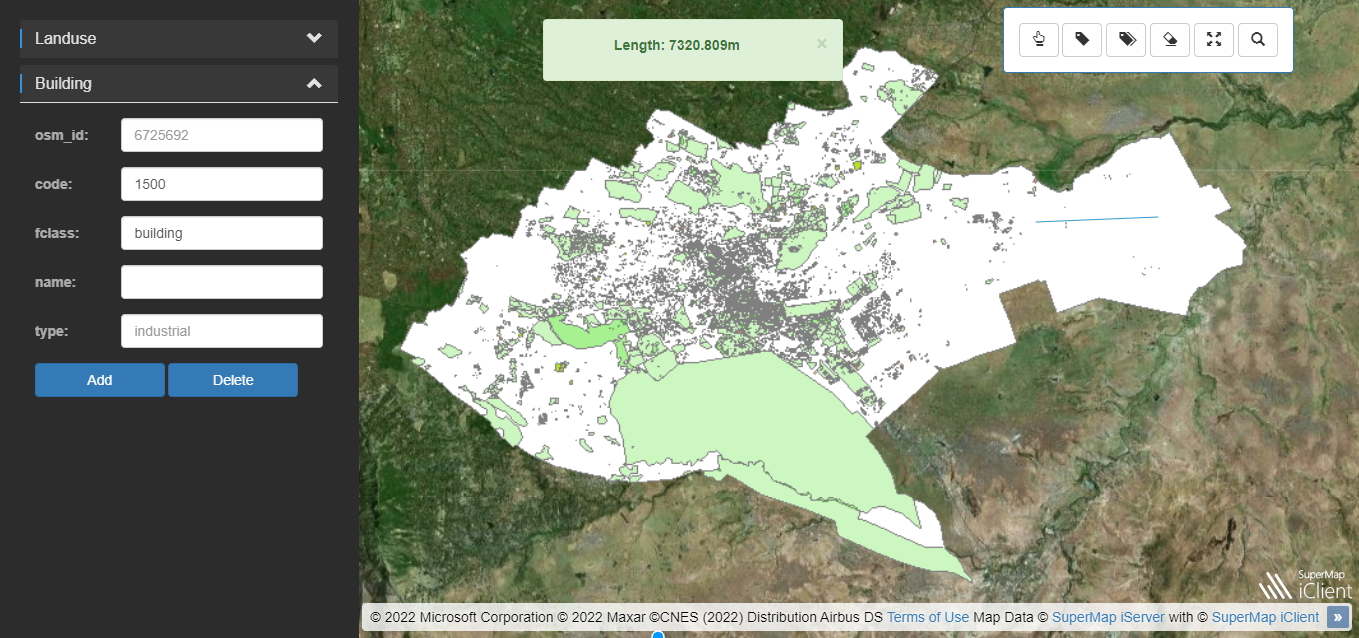 Landuse
Building
osm_id: 6725692
code: 1500
fclass: building
name:
type: industrial
Add Delete
Length: 7320.809m ×
SuperMap
iClient
© 2022 Microsoft Corporation © 2022 Maxar ©CNES (2022) Distribution Airbus DS Terms of Use Map Data © SuperMap iServer with © SuperMap iClient »